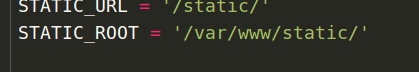 STATIC_URL = '/static/'
STATIC_ROOT = '/var/www/static/'